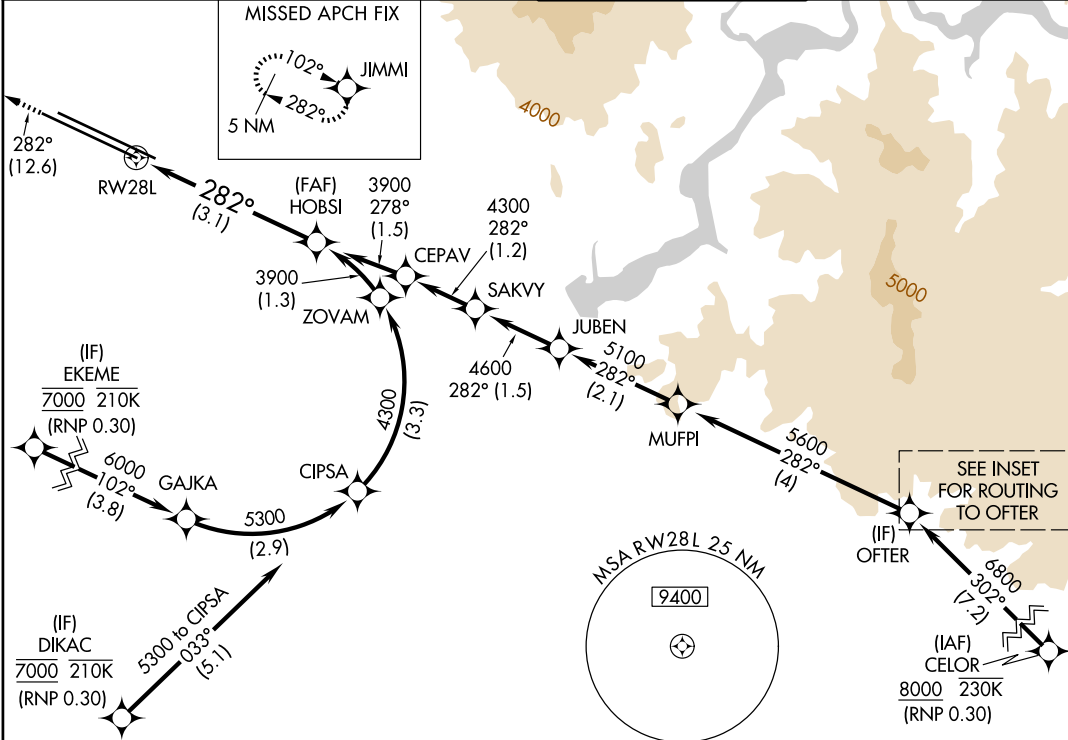 MISSED APCH FIX
102°
JIMMI
282°
5 NM
4000
282°
(12.6)
RW28L
282°
(3.1)
(FAF)
HOBSI
3900
278°
(1.5)
4300
282°
(1.2)
CEPAV
3900
(1.3)
ZOVAM
SAKVY
5000
JUBEN
4600
282° (1.5)
5100
282°
(2.1)
MUFPI
(IF)
EKEME
7000 210K
(RNP 0.30)
6000
102°
(3.8)
GAJKA
CIPSA
4300
(3.3)
5300
(2.9)
5600
282°
(4)
SEE INSET
FOR ROUTING
TO OFTER
(IF)
OFTER
MSA RW28L 25 NM
9400
6800
302°
(7.2)
(IAF)
CELOR
8000 230K
(RNP 0.30)
(IF)
DIKAC
7000 210K
(RNP 0.30)
5300 to CIPSA
033°
(5.1)